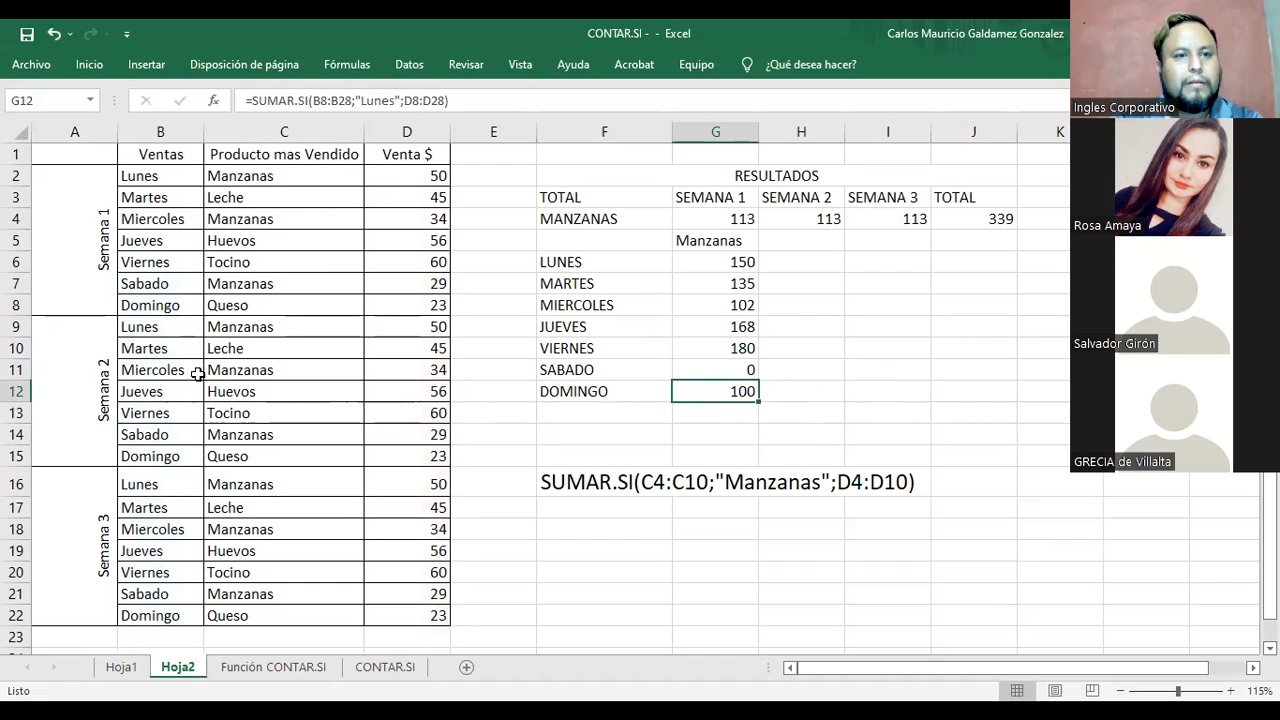 CONTAR.SI -  - Excel
Carlos Mauricio Galdamez Gonzalez
Archivo Inicio Insertar Disposición de página Fórmulas Datos Revisar Vista Ayuda Acrobat Equipo ¿Qué desea hacer?
G12 fx =SUMAR.SI(B8:B28;"Lunes";D8:D28)
A B C D E F G H I J K
1 Ventas Producto mas Vendido Venta $
2 Lunes Manzanas 50 RESULTADOS
3 Martes Leche 45 TOTAL SEMANA 1 SEMANA 2 SEMANA 3 TOTAL
4 Miercoles Manzanas 34 MANZANAS 113 113 113 339
5 Jueves Huevos 56 Manzanas
6 Viernes Tocino 60 LUNES 150
7 Sabado Manzanas 29 MARTES 135
8 Domingo Queso 23 MIERCOLES 102
9 Lunes Manzanas 50 JUEVES 168
10 Martes Leche 45 VIERNES 180
11 Miercoles Manzanas 34 SABADO 0
12 Jueves Huevos 56 DOMINGO 100
13 Viernes Tocino 60
14 Sabado Manzanas 29
15 Domingo Queso 23
16 Lunes Manzanas 50 SUMAR.SI(C4:C10;"Manzanas";D4:D10)
17 Martes Leche 45
18 Miercoles Manzanas 34
19 Jueves Huevos 56
20 Viernes Tocino 60
21 Sabado Manzanas 29
22 Domingo Queso 23
23
Semana 1
Semana 2
Semana 3
Hoja1 Hoja2 Función CONTAR.SI CONTAR.SI
Listo
115%
Ingles Corporativo
Rosa Amaya
Salvador Girón
GRECIA de Villalta